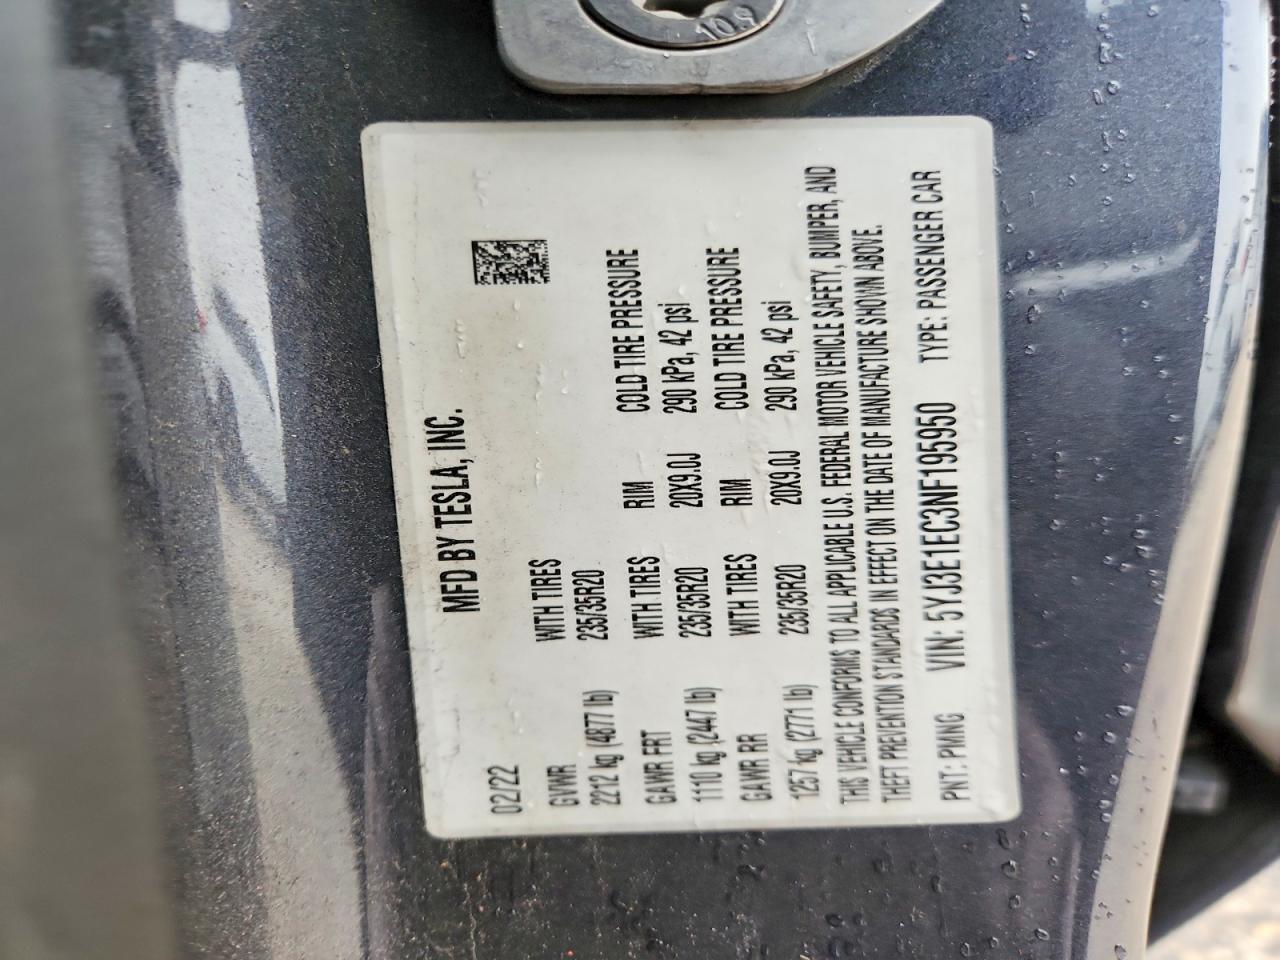 10.9
MFD BY TESLA, INC.
02/22
GVWR WITH TIRES
2212 kg (4877 lb) 235/35R20
GAWR FRT WITH TIRES RIM COLD TIRE PRESSURE
1110 kg (2447 lb) 235/35R20 20X9.0J 290 kPa, 42 psi
GAWR RR WITH TIRES RIM COLD TIRE PRESSURE
1257 kg (2771 lb) 235/35R20 20X9.0J 290 kPa, 42 psi
THIS VEHICLE CONFORMS TO ALL APPLICABLE U.S. FEDERAL MOTOR VEHICLE SAFETY, BUMPER, AND
THEFT PREVENTION STANDARDS IN EFFECT ON THE DATE OF MANUFACTURE SHOWN ABOVE.
PNT: PMNG VIN: 5YJ3E1EC3NF195950 TYPE: PASSENGER CAR